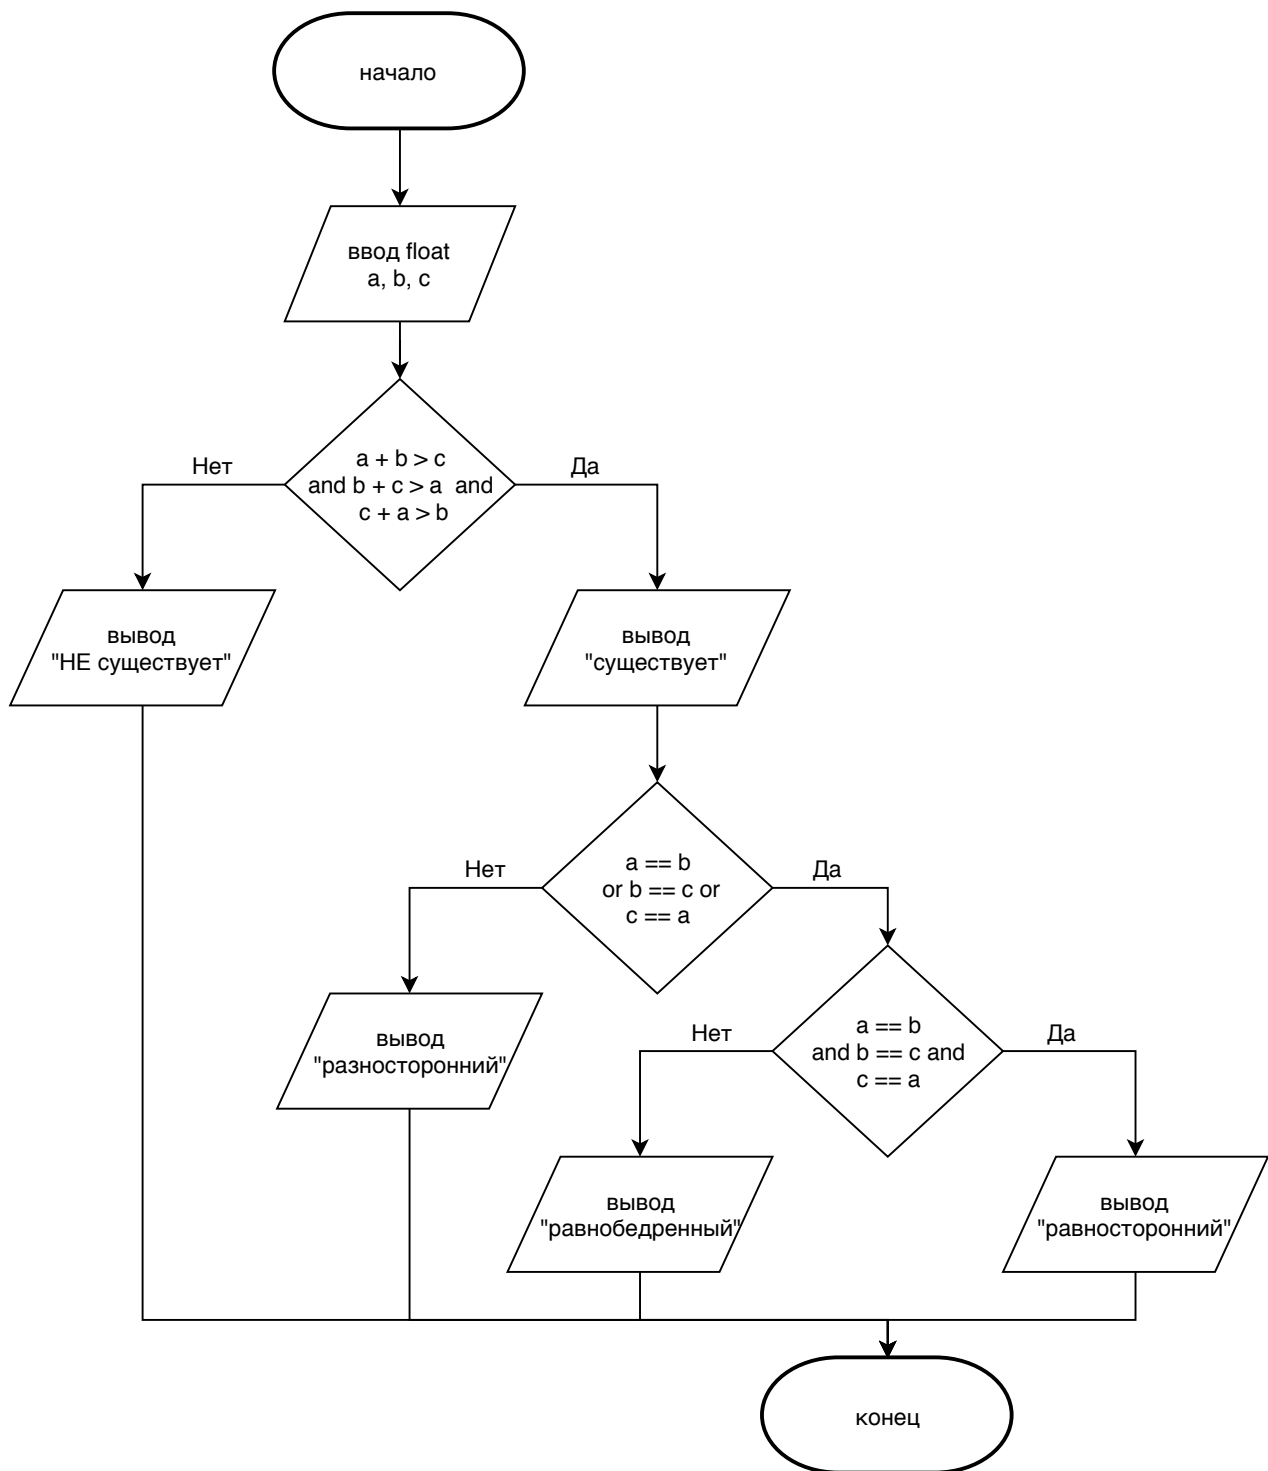 начало
ввод float
a, b, c
a + b > c
and b + c > a and
c + a > b
Нет
Да
вывод
"НЕ существует"
вывод
"существует"
a == b
or b == c or
c == a
Нет
Да
вывод
"разносторонний"
a == b
and b == c and
c == a
Нет
Да
вывод
"равнобедренный"
вывод
"равносторонний"
конец